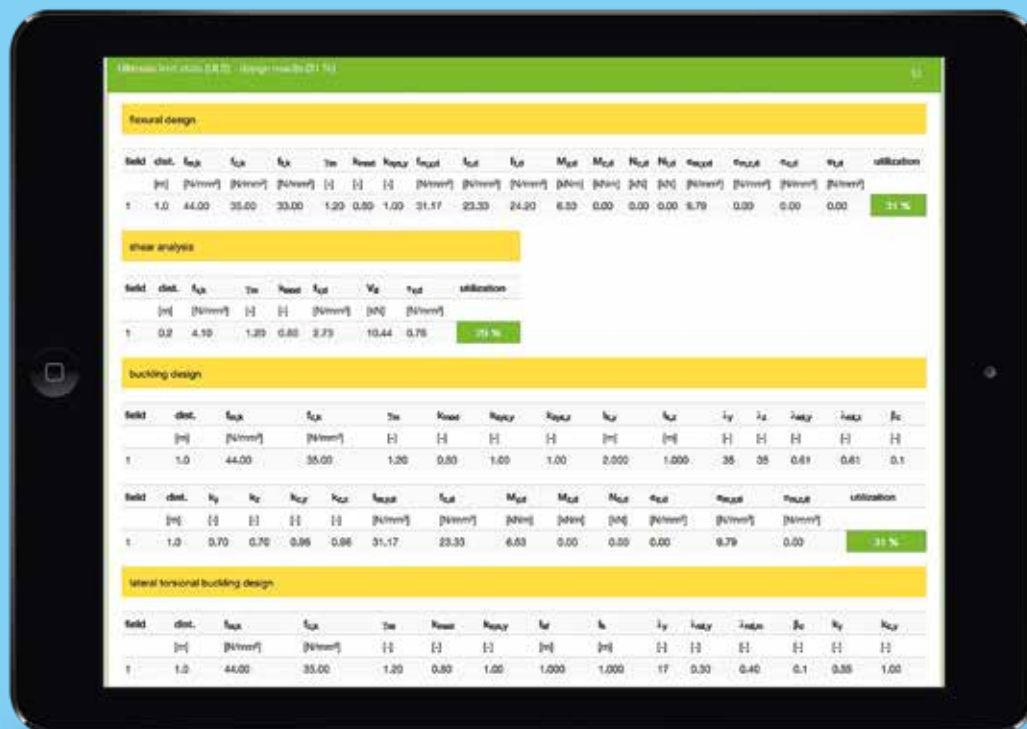 Ultimate limit state (ULS) - design results (31 %)
flexural design
field dist. fm,k fc,k ft,k γm kmod ksys,y fm,y,d fc,d ft,d My,d Mz,d Nc,d Nt,d σm,y,d σm,z,d σc,d σt,d utilization
[m] [N/mm²] [N/mm²] [N/mm²] [-] [-] [-] [N/mm²] [N/mm²] [N/mm²] [kNm] [kNm] [kN] [kN] [N/mm²] [N/mm²] [N/mm²] [N/mm²]
1 1.0 44.00 35.00 33.00 1.20 0.80 1.00 31.17 23.33 24.20 6.53 0.00 0.00 0.00 9.79 0.00 0.00 0.00 31 %
shear analysis
field dist. fv,k γm kmod fv,d Vd τv,d utilization
[m] [N/mm²] [-] [-] [N/mm²] [kN] [N/mm²]
1 0.2 4.10 1.20 0.80 2.73 10.44 0.78 29 %
buckling design
field dist. fm,k fc,k γm kmod ksys,y ksys,z lk,y lk,z λy λz λrel,y λrel,z βc
[m] [N/mm²] [N/mm²] [-] [-] [-] [-] [m] [m] [-] [-] [-] [-] [-]
1 1.0 44.00 35.00 1.20 0.80 1.00 1.00 2.000 1.000 35 35 0.61 0.61 0.1
field dist. ky kz kc,y kc,z fm,y,d fc,d My,d Mz,d Nc,d σc,d σm,y,d σm,z,d utilization
[m] [-] [-] [-] [-] [N/mm²] [N/mm²] [kNm] [kNm] [kN] [N/mm²] [N/mm²] [N/mm²]
1 1.0 0.70 0.70 0.96 0.96 31.17 23.33 6.53 0.00 0.00 0.00 9.79 0.00 31 %
lateral torsional buckling design
field dist. fm,k fc,k γm kmod ksys,y lef lk λy λrel,y λrel,m βc ky kc,y
[m] [N/mm²] [N/mm²] [-] [-] [-] [m] [m] [-] [-] [-] [-] [-] [-]
1 1.0 44.00 35.00 1.20 0.80 1.00 1.000 1.000 17 0.30 0.40 0.1 0.55 1.00